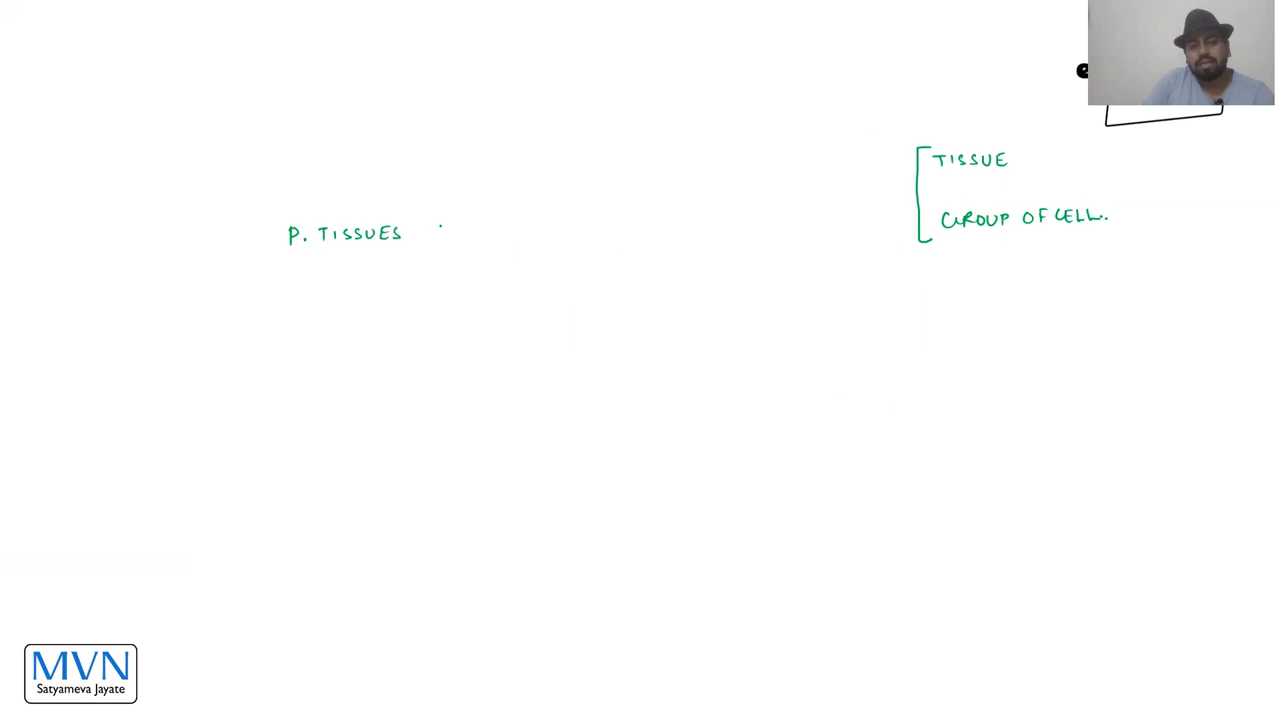 TISSUE
GROUP OF CELL.
P. TISSUES
MVN
Satyameva Jayate